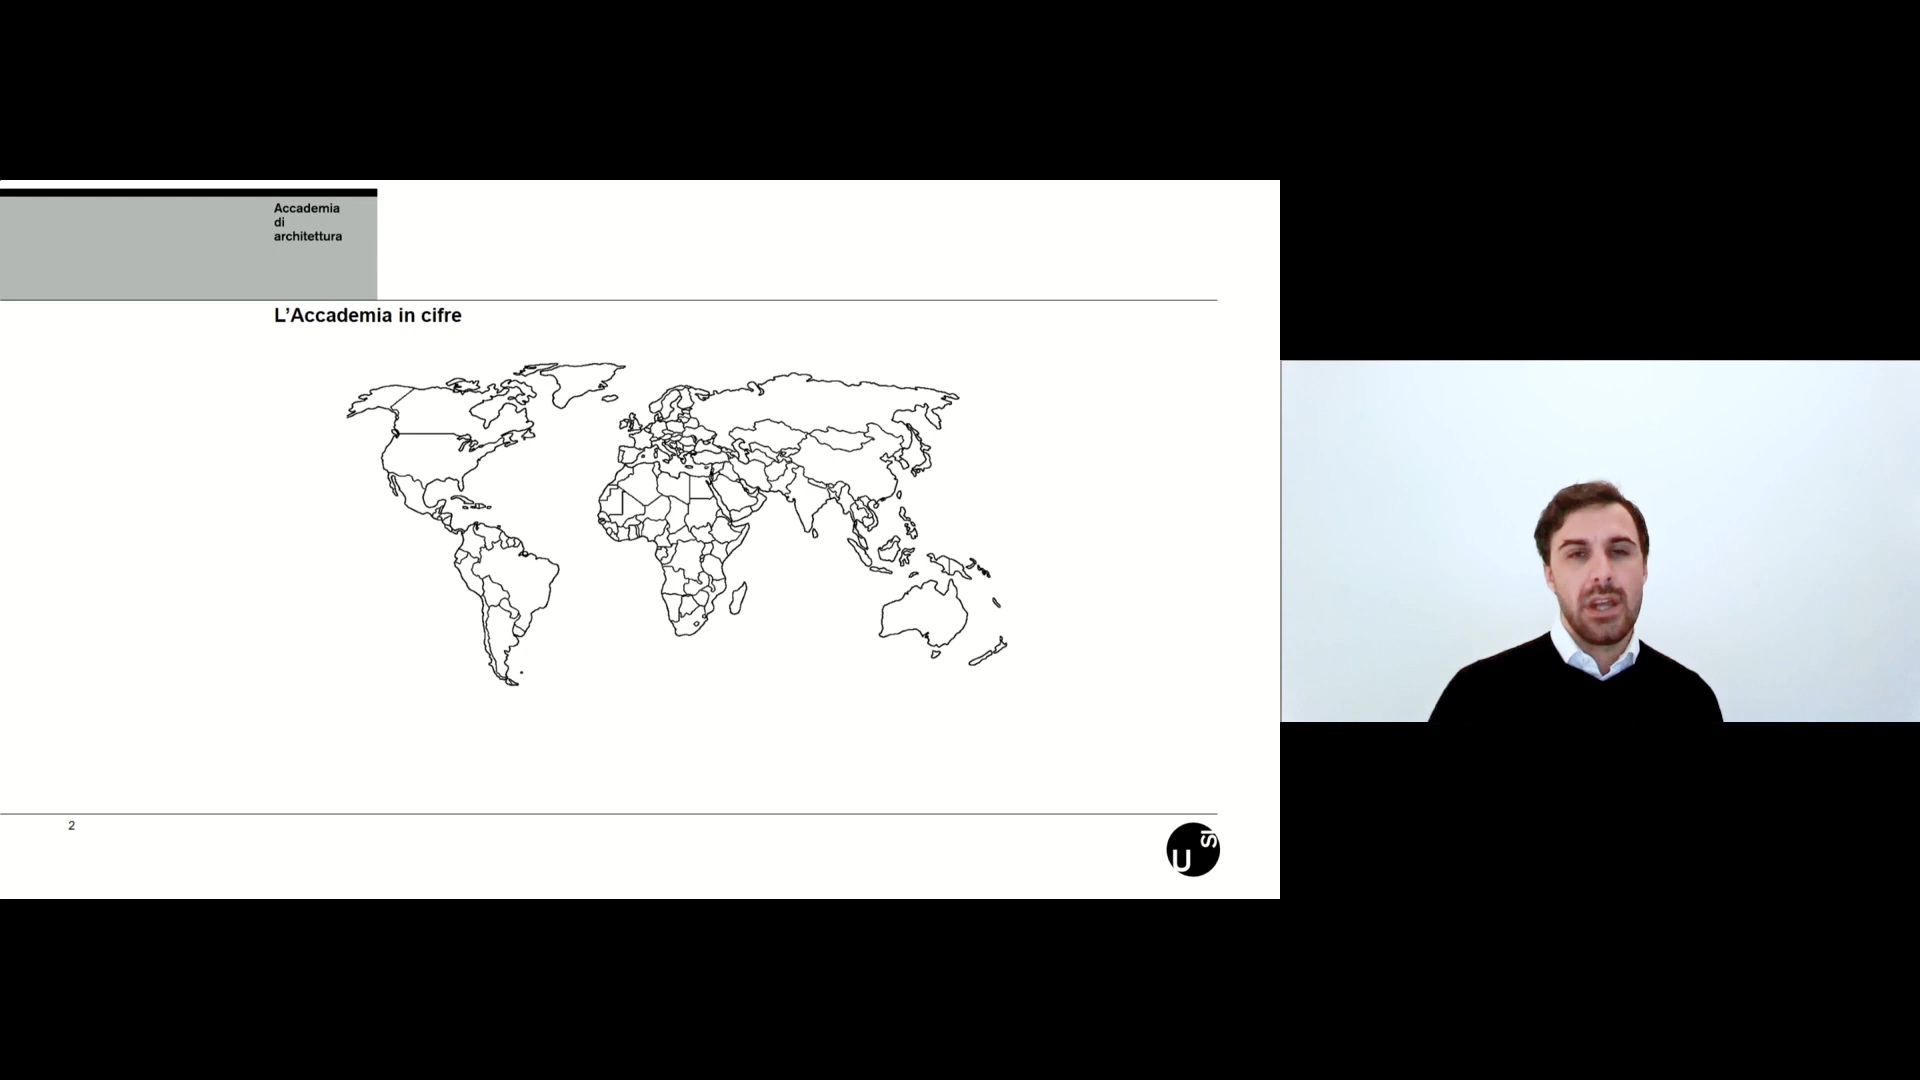 Accademia
di
architettura
L’Accademia in cifre
2
U
SI